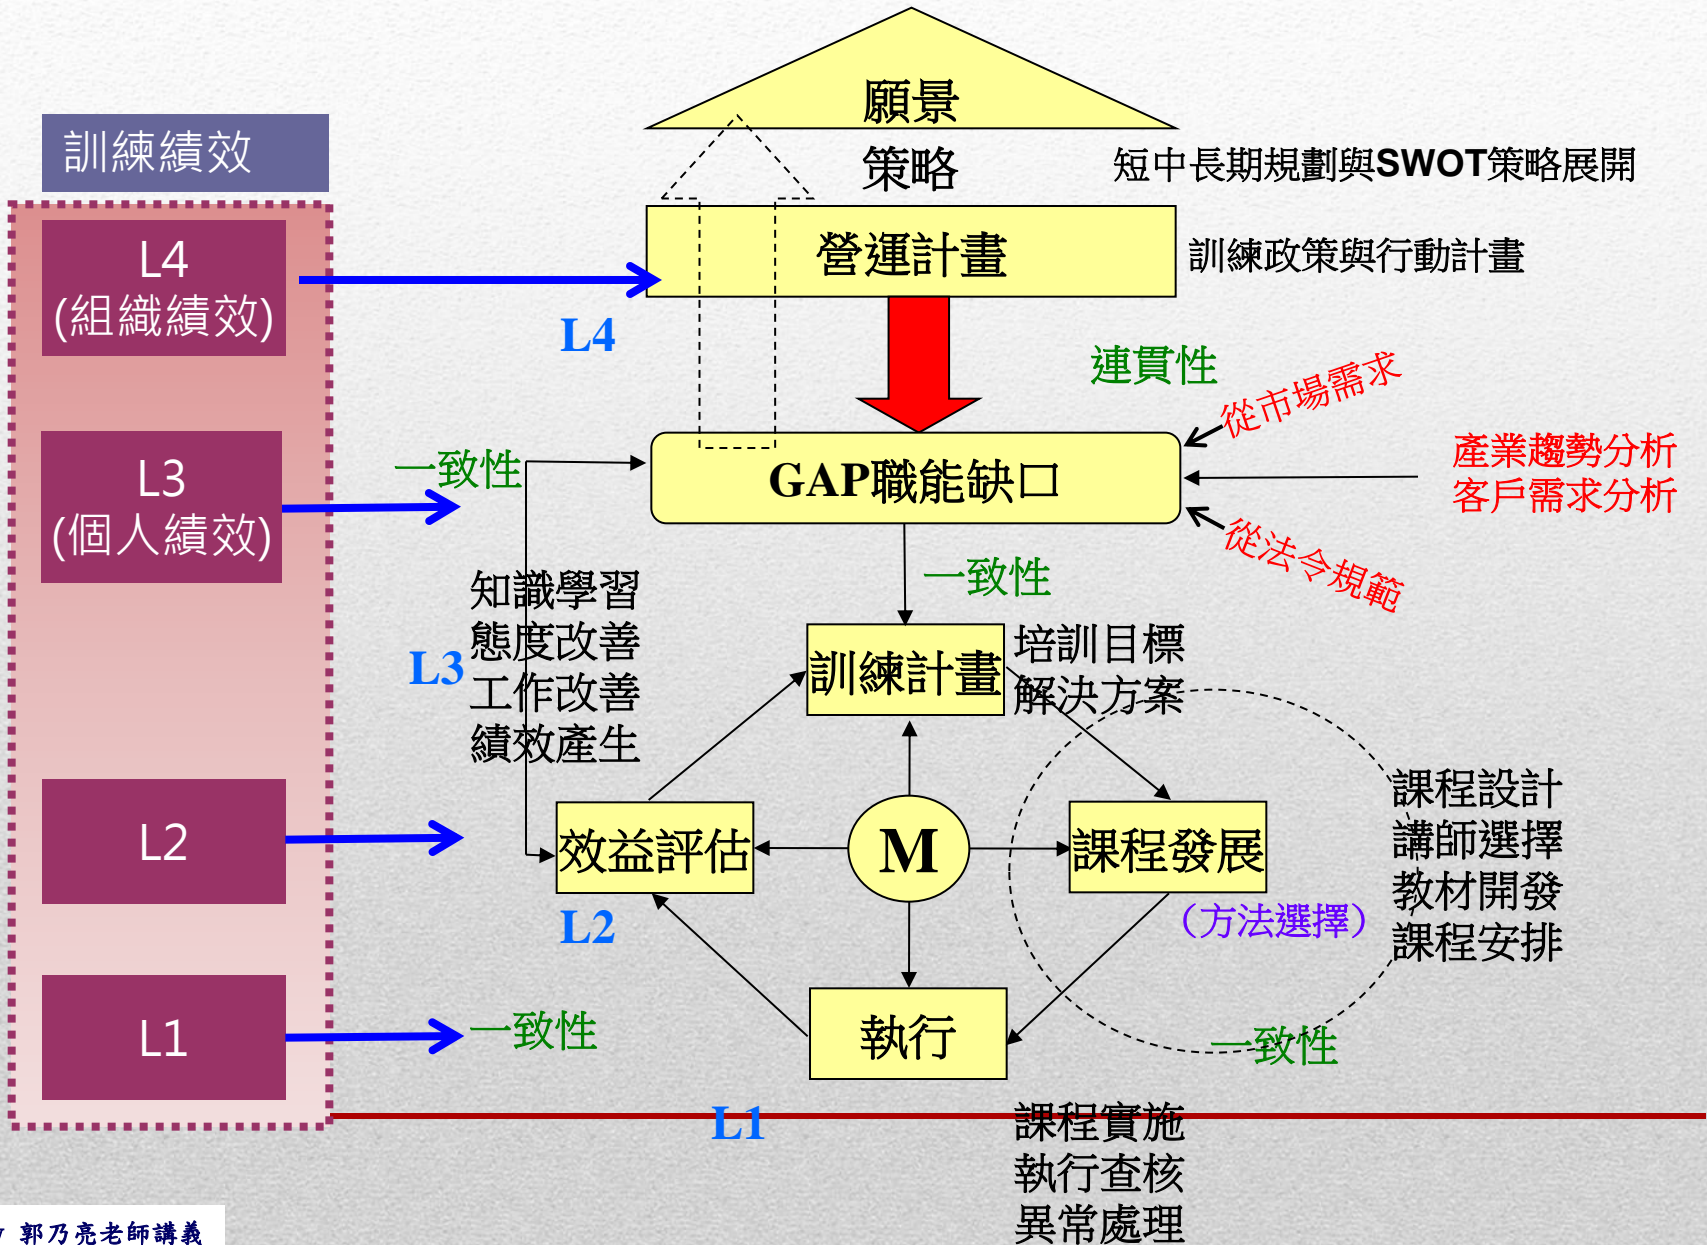 願景
訓練績效
策略
短中長期規劃與SWOT策略展開
L4
(組織績效)
營運計畫
訓練政策與行動計畫
L4
連貫性
從市場需求
一致性
L3
(個人績效)
GAP職能缺口
產業趨勢分析
客戶需求分析
從法令規範
一致性
知識學習
態度改善
工作改善
績效產生
L3
訓練計畫
培訓目標
解決方案
L2
效益評估
M
課程發展
課程設計
講師選擇
教材開發
課程安排
（方法選擇）
L2
L1
一致性
執行
一致性
L1
課程實施
執行查核
異常處理
郭乃亮老師講義